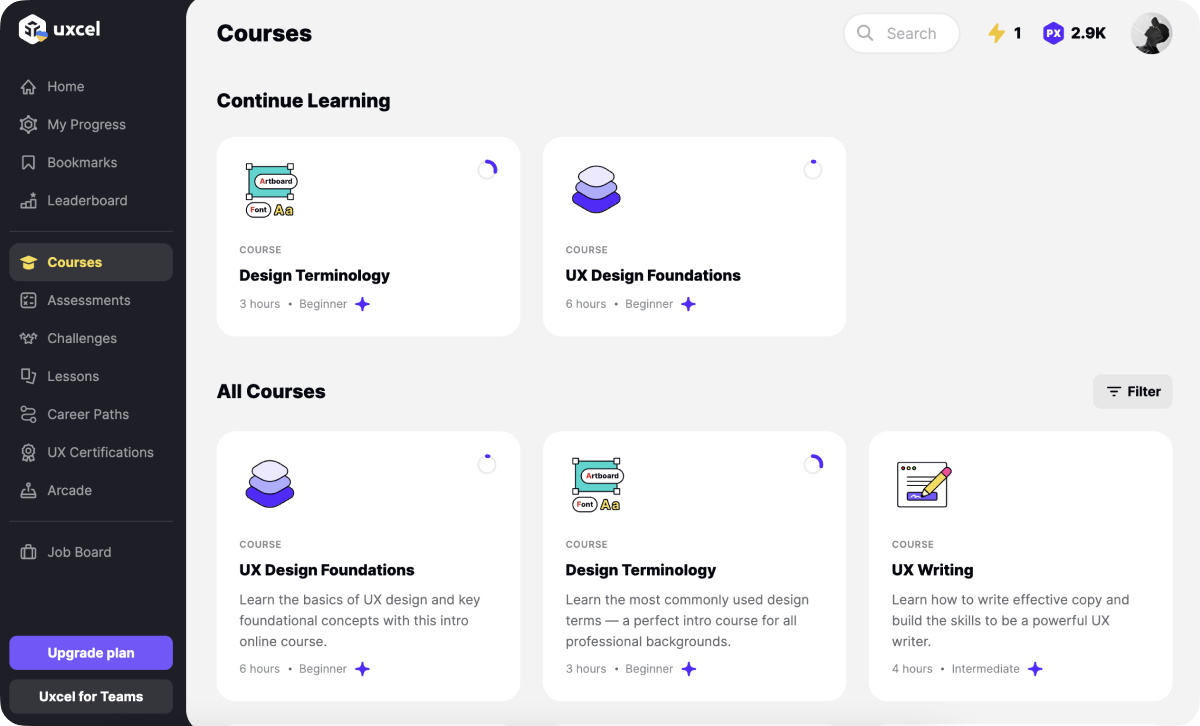 uxcel
Home
My Progress
Bookmarks
Leaderboard
Courses
Assessments
Challenges
Lessons
Career Paths
UX Certifications
Arcade
Job Board
Upgrade plan
Uxcel for Teams
Courses
Search
1
PX 2.9K
Continue Learning
Artboard
Font Aa
COURSE
Design Terminology
3 hours • Beginner
COURSE
UX Design Foundations
6 hours • Beginner
All Courses
Filter
COURSE
UX Design Foundations
Learn the basics of UX design and key
foundational concepts with this intro
online course.
6 hours • Beginner
Artboard
Font Aa
COURSE
Design Terminology
Learn the most commonly used design
terms — a perfect intro course for all
professional backgrounds.
3 hours • Beginner
COURSE
UX Writing
Learn how to write effective copy and
build the skills to be a powerful UX
writer.
4 hours • Intermediate